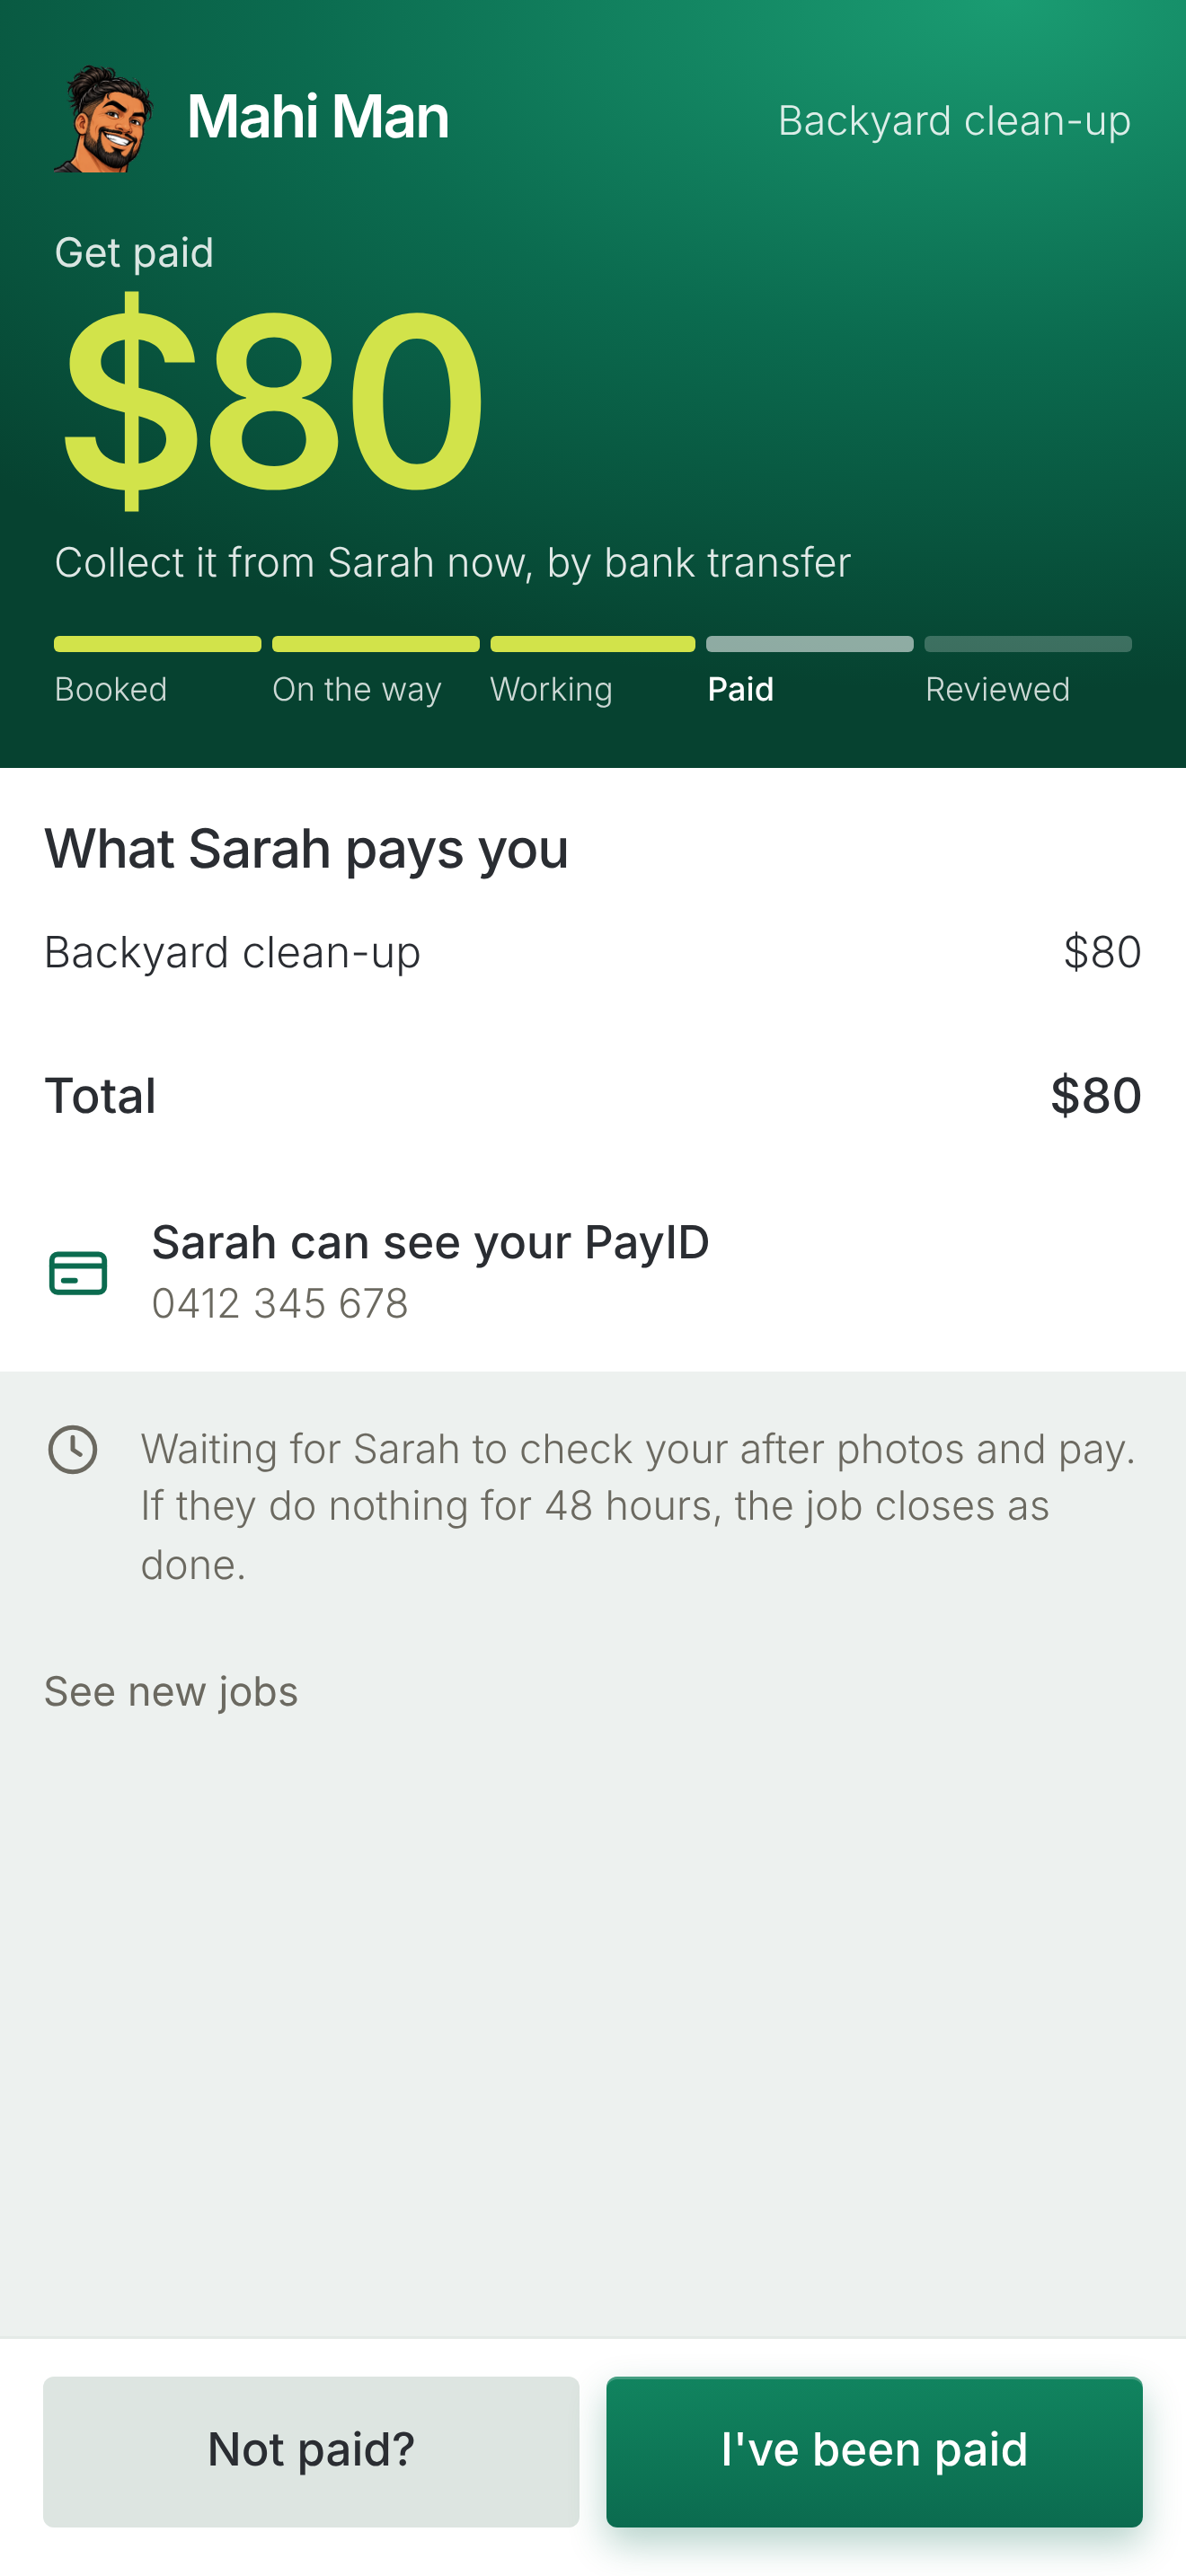 Mahi Man
Backyard clean-up
Get paid
$80
Collect it from Sarah now, by bank transfer
Booked
On the way
Working
Paid
Reviewed
What Sarah pays you
Backyard clean-up
$80
Total
$80
Sarah can see your PayID
0412 345 678
Waiting for Sarah to check your after photos and pay.
If they do nothing for 48 hours, the job closes as
done.
See new jobs
Not paid?
I've been paid